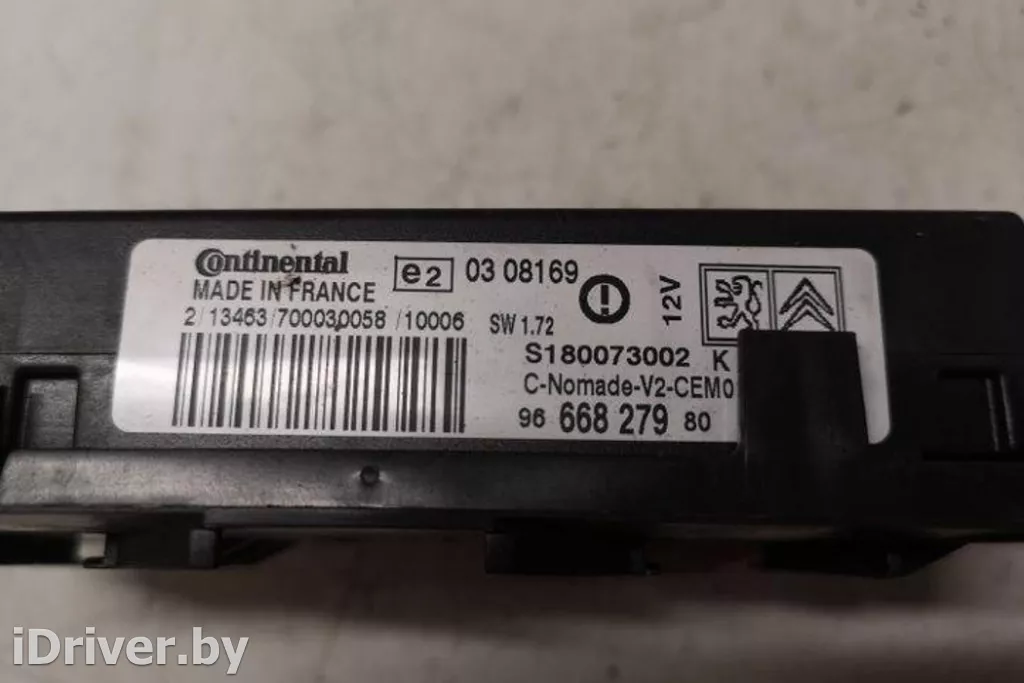 Continental
MADE IN FRANCE
e2 03 08169
12V
2/13463/700030058/10006
SW 1.72
S180073002 K
C-Nomade-V2-CEM0
96 668 279 80
iDriver.by